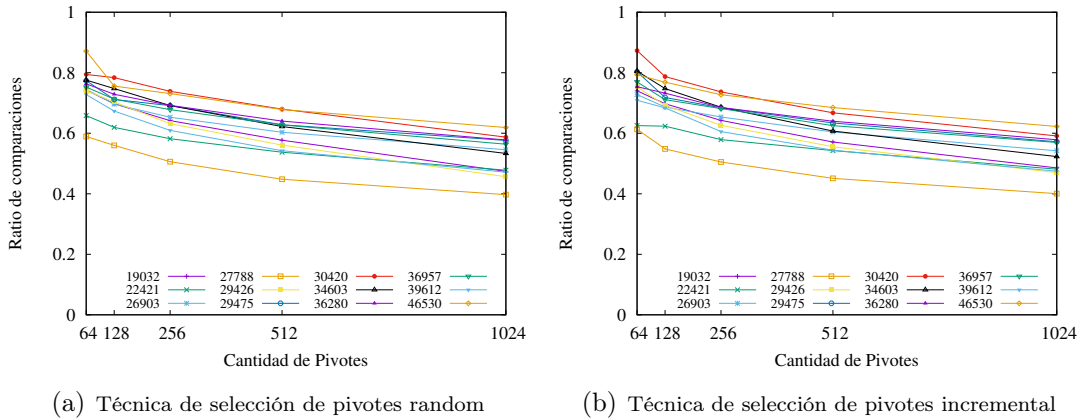 1
0.8
0.6
0.4
0.2
0
Ratio de comparaciones
19032 27788 30420 36957
22421 29426 34603 39612
26903 29475 36280 46530
64 128 256 512 1024
Cantidad de Pivotes
(a) Técnica de selección de pivotes random
1
0.8
0.6
0.4
0.2
0
Ratio de comparaciones
19032 27788 30420 36957
22421 29426 34603 39612
26903 29475 36280 46530
64 128 256 512 1024
Cantidad de Pivotes
(b) Técnica de selección de pivotes incremental